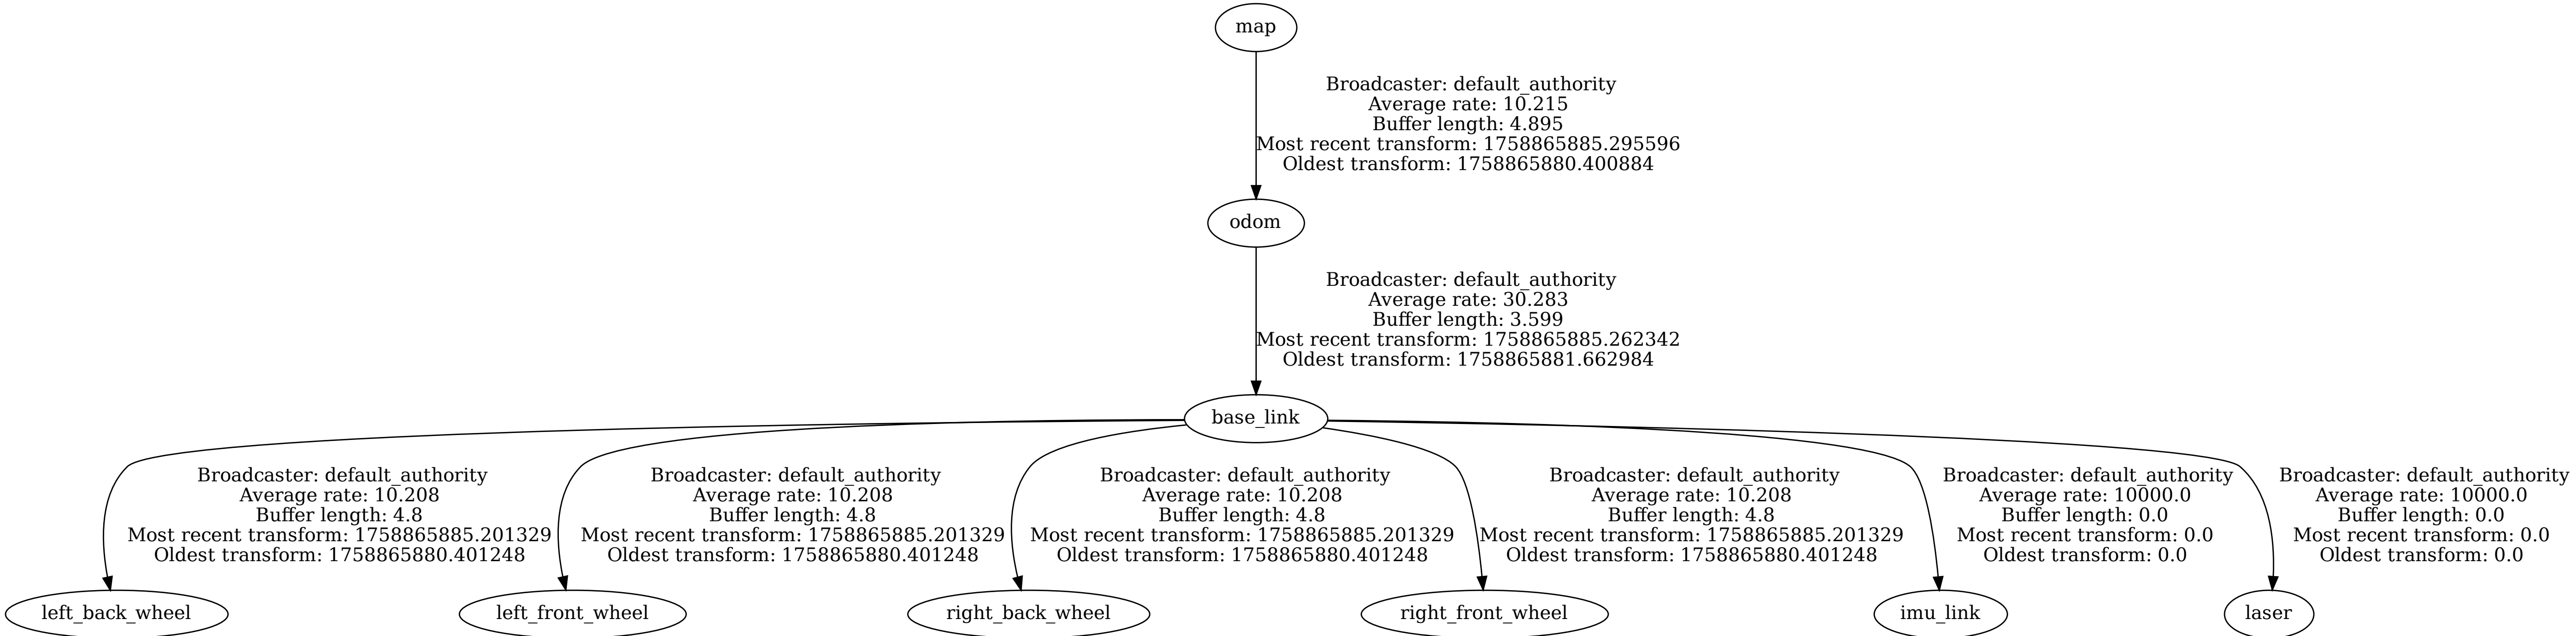 map
Broadcaster: default_authority
Average rate: 10.215
Buffer length: 4.895
Most recent transform: 1758865885.295596
Oldest transform: 1758865880.400884
odom
Broadcaster: default_authority
Average rate: 30.283
Buffer length: 3.599
Most recent transform: 1758865885.262342
Oldest transform: 1758865881.662984
base_link
Broadcaster: default_authority
Average rate: 10.208
Buffer length: 4.8
Most recent transform: 1758865885.201329
Oldest transform: 1758865880.401248
Broadcaster: default_authority
Average rate: 10.208
Buffer length: 4.8
Most recent transform: 1758865885.201329
Oldest transform: 1758865880.401248
Broadcaster: default_authority
Average rate: 10.208
Buffer length: 4.8
Most recent transform: 1758865885.201329
Oldest transform: 1758865880.401248
Broadcaster: default_authority
Average rate: 10.208
Buffer length: 4.8
Most recent transform: 1758865885.201329
Oldest transform: 1758865880.401248
Broadcaster: default_authority
Average rate: 10000.0
Buffer length: 0.0
Most recent transform: 0.0
Oldest transform: 0.0
Broadcaster: default_authority
Average rate: 10000.0
Buffer length: 0.0
Most recent transform: 0.0
Oldest transform: 0.0
left_back_wheel
left_front_wheel
right_back_wheel
right_front_wheel
imu_link
laser